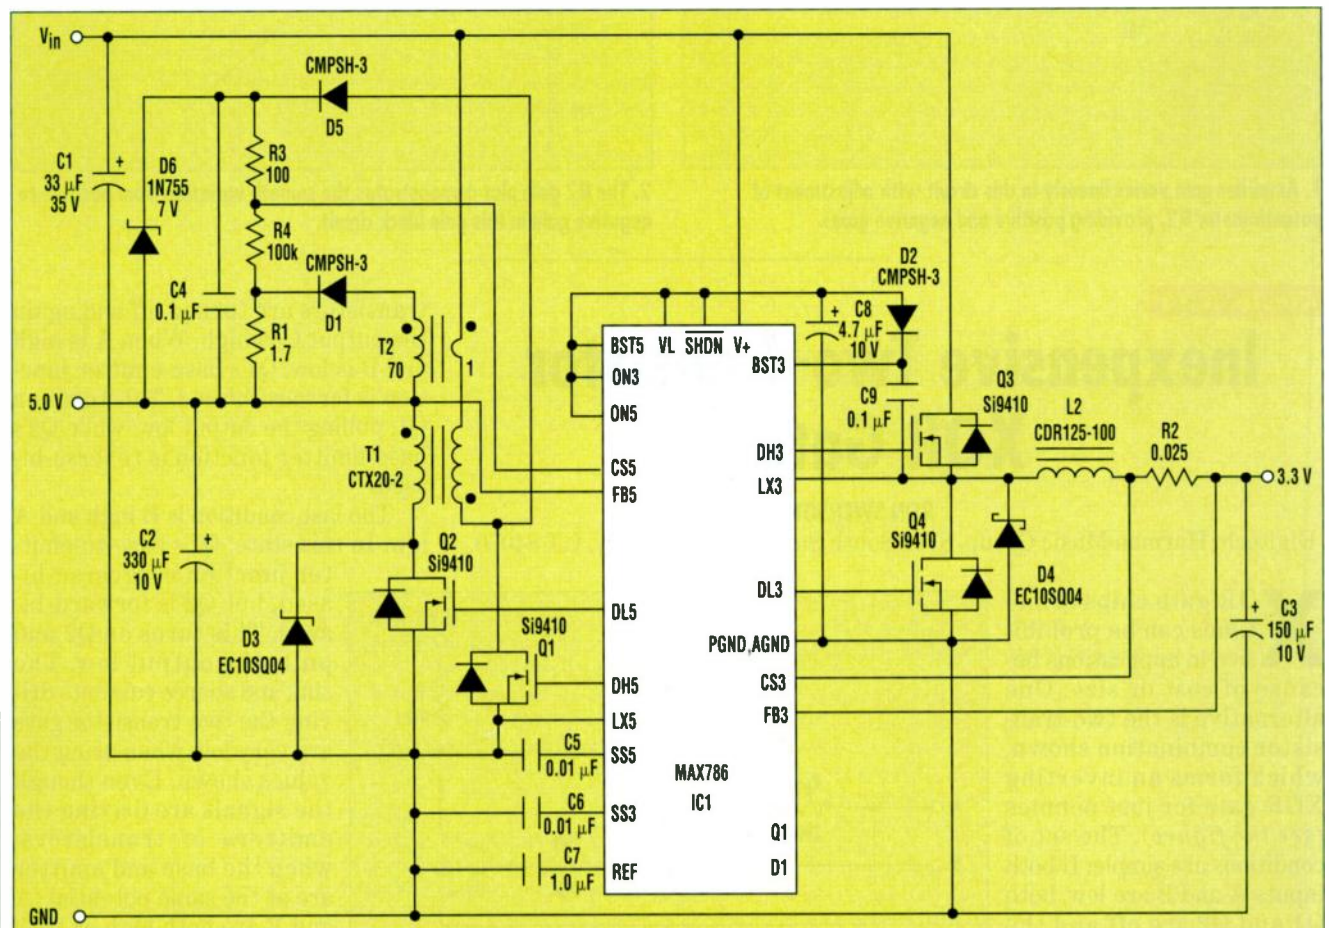 Vin
CMPSH-3
D5
C1
33 µF
35 V
+
D6
1N755
7 V
R3
100
R4
100k
CMPSH-3
D1
C4
0.1 µF
R1
1.7
T2
70
1
5.0 V
T1
CTX20-2
C2
330 µF
10 V
+
D3
EC10SQ04
Q2
Si9410
Si9410
Q1
C5
0.01 µF
C6
0.01 µF
C7
1.0 µF
GND
BST5
VL
SHDN
V+
ON3
ON5
CS5
FB5
DL5
DH5
LX5
SS5
SS3
REF
BST3
DH3
LX3
DL3
PGND, AGND
CS3
FB3
MAX786
IC1
Q1
D1
+
C8
4.7 µF
10 V
D2
CMPSH-3
C9
0.1 µF
Q3
Si9410
L2
CDR125-100
R2
0.025
3.3 V
Q4
Si9410
D4
EC10SQ04
+
C3
150 µF
10 V